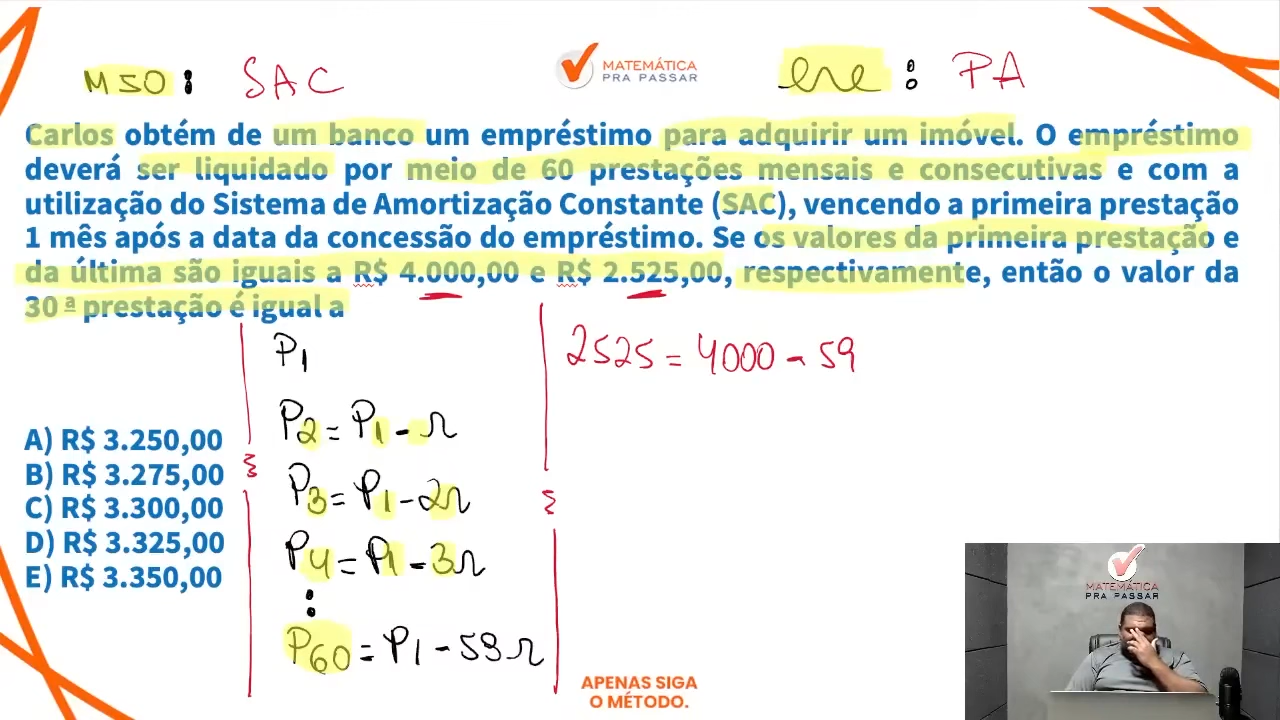 MSO: SAC
MATEMÁTICA
PRA PASSAR
: PA
Carlos obtém de um banco um empréstimo para adquirir um imóvel. O empréstimo
deverá ser liquidado por meio de 60 prestações mensais e consecutivas e com a
utilização do Sistema de Amortização Constante (SAC), vencendo a primeira prestação
1 mês após a data da concessão do empréstimo. Se os valores da primeira prestação e
da última são iguais a R$ 4.000,00 e R$ 2.525,00, respectivamente, então o valor da
30ª prestação é igual a
P1
2525 = 4000 - 59
P2 = P1 - r
P3 = P1 - 2r
P4 = P1 - 3r
:
P60 = P1 - 59r
A) R$ 3.250,00
B) R$ 3.275,00
C) R$ 3.300,00
D) R$ 3.325,00
E) R$ 3.350,00
MATEMÁTICA
PRA PASSAR
APENAS SIGA
O MÉTODO.